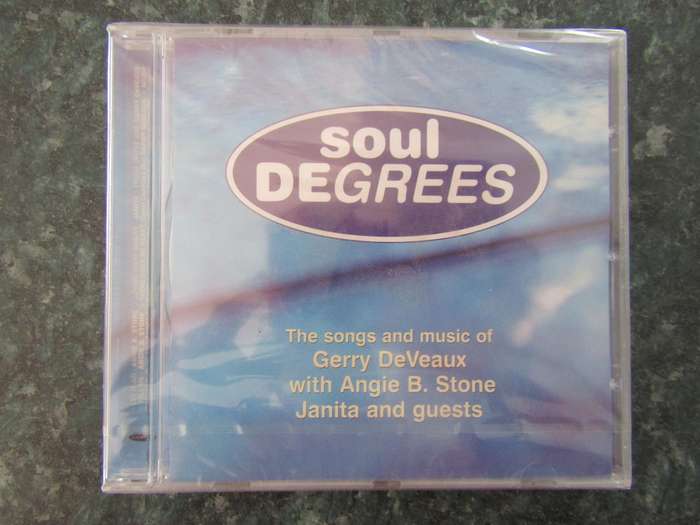 soul
DEGREES
The songs and music of
Gerry DeVeaux
with Angie B. Stone
Janita and guests